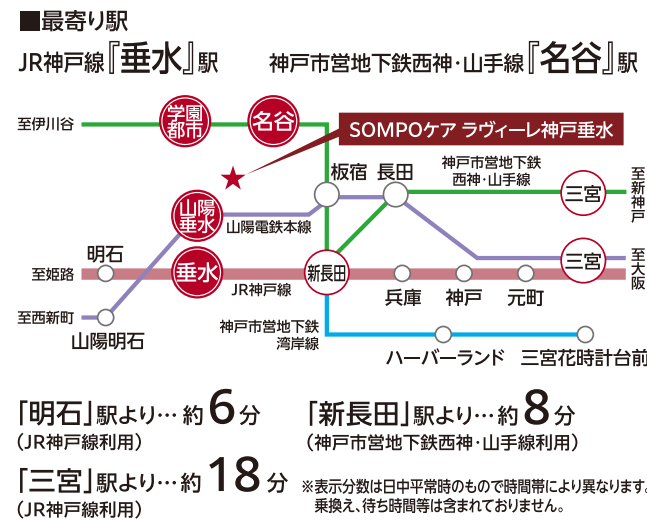 ■最寄り駅
JR神戸線『垂水』駅
神戸市営地下鉄西神・山手線『名谷』駅
至伊川谷
学園
都市
名谷
SOMPOケア ラヴィーレ神戸垂水
板宿
長田
神戸市営地下鉄
西神・山手線
三宮
至新神戸
山陽
垂水
山陽電鉄本線
明石
至姫路
垂水
JR神戸線
新長田
兵庫
神戸
元町
三宮
至大阪
至西新町
山陽明石
神戸市営地下鉄
湾岸線
ハーバーランド
三宮花時計台前
「明石」駅より…約6分
(JR神戸線利用)
「新長田」駅より…約8分
(神戸市営地下鉄西神・山手線利用)
「三宮」駅より…約18分
(JR神戸線利用)
※表示分数は日中平常時のもので時間帯により異なります。
乗換え、待ち時間等は含まれておりません。